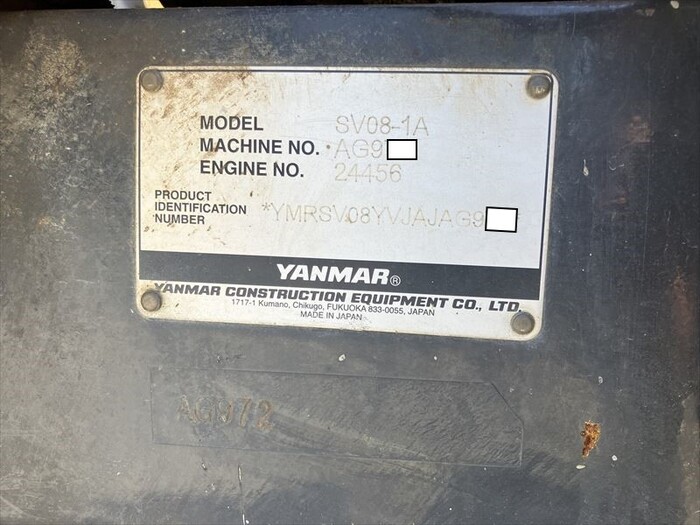 MODEL SV08-1A
MACHINE NO. AG9
ENGINE NO. 24456
PRODUCT
IDENTIFICATION
NUMBER *YMRSV08YVJAJAG9
YANMAR®
YANMAR CONSTRUCTION EQUIPMENT CO., LTD.
1717-1 Kumano, Chikugo, FUKUOKA 833-0055, JAPAN
MADE IN JAPAN